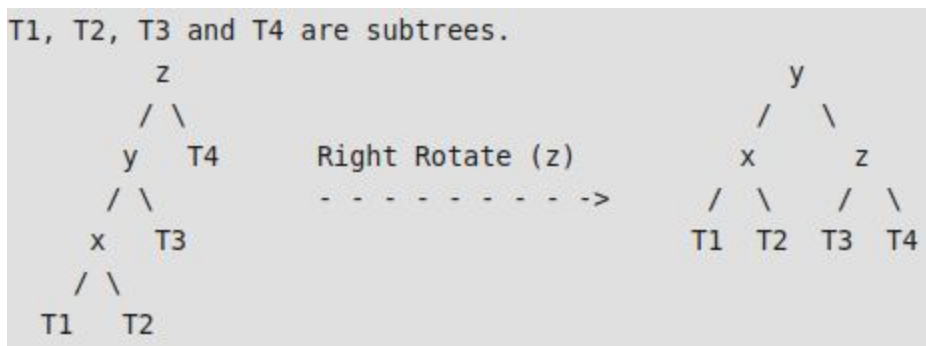 T1, T2, T3 and T4 are subtrees.
z y
/ \ / \
y T4 Right Rotate (z) x z
/ \ - - - - - - - - -> / \ / \
x T3 T1 T2 T3 T4
/ \
T1 T2